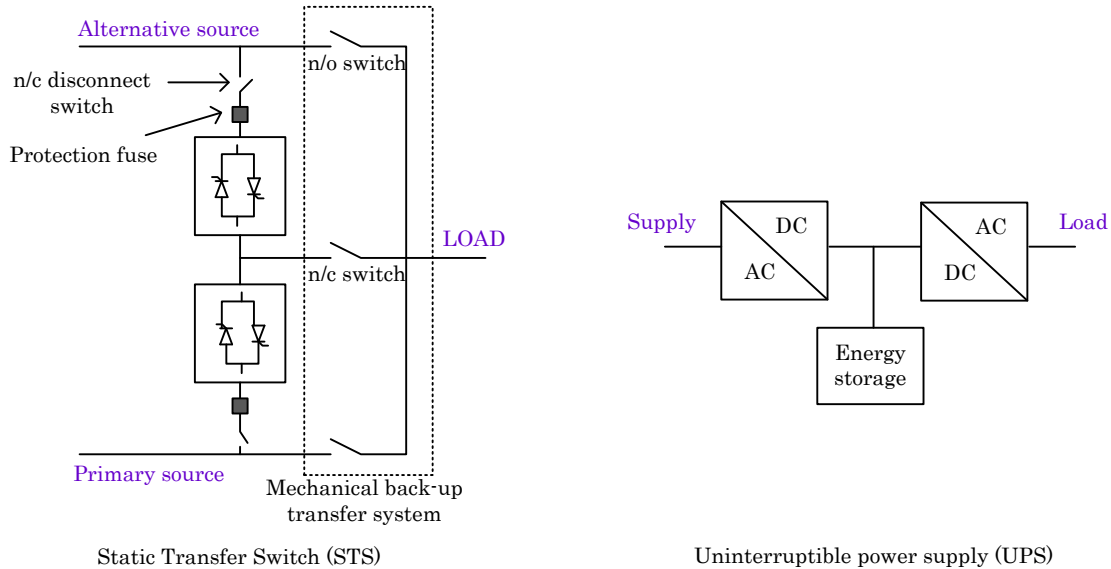 Alternative source
n/o switch
n/c disconnect
switch
Protection fuse
LOAD
n/c switch
Primary source
Mechanical back-up
transfer system
Static Transfer Switch (STS)
Supply
DC
AC
AC
DC
Load
Energy
storage
Uninterruptible power supply (UPS)